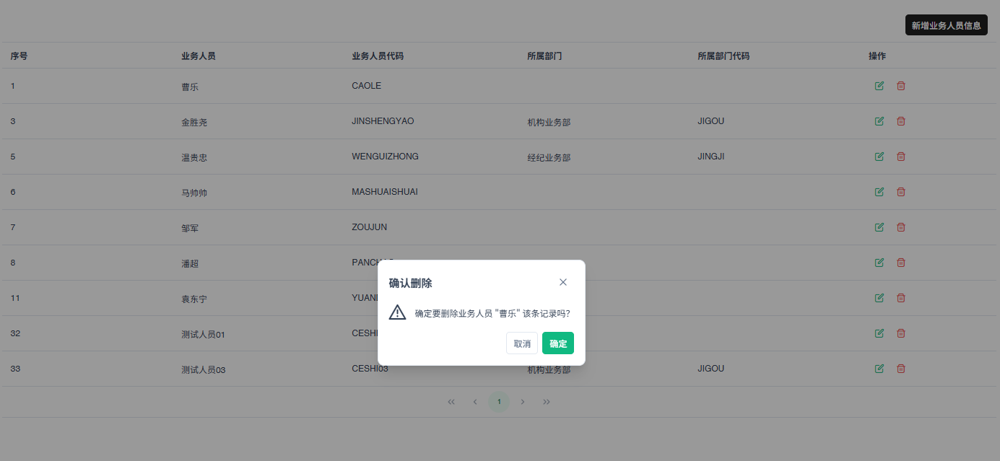 新增业务人员信息
序号 业务人员 业务人员代码 所属部门 所属部门代码 操作
1 曹乐 CAOLE
3 金胜尧 JINSHENGYAO 机构业务部 JIGOU
5 温贵忠 WENGUIZHONG 经纪业务部 JINGJI
6 马帅帅 MASHUAISHUAI
7 邹军 ZOUJUN
8 潘超
11 袁东宁
32 测试人员01
33 测试人员03 CESHI03 机构业务部 JIGOU
确认删除
确定要删除业务人员 "曹乐" 该条记录吗?
取消 确定
1